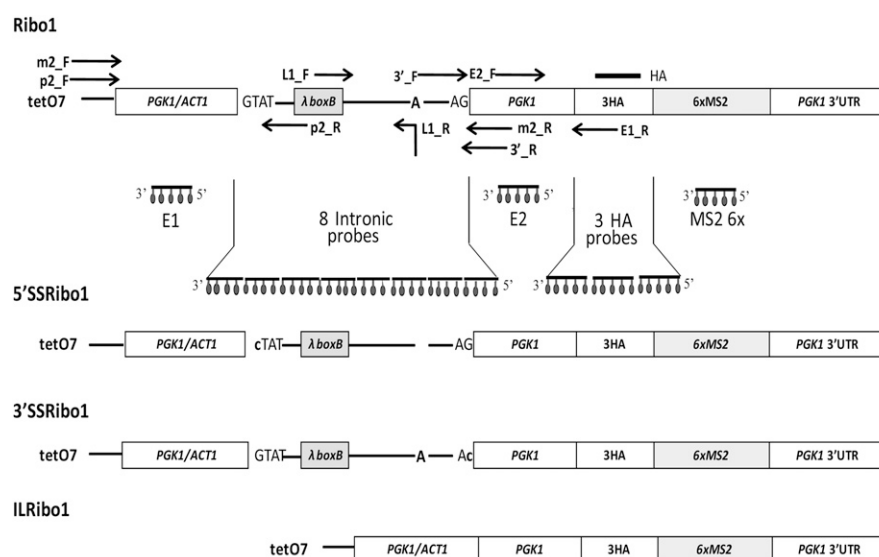 Ribo1
m2_F
p2_F
L1_F 3’_F E2_F HA
tetO7 PGK1/ACT1 GTAT λ boxB A AG PGK1 3HA 6xMS2 PGK1 3’UTR
p2_R L1_R m2_R E1_R
3’_R
3’ 5’ 3’ 5’ 3’ 5’
E1 8 Intronic probes E2 3 HA probes MS2 6x
3’ 5’ 3’ 5’
5’SSRibo1
tetO7 PGK1/ACT1 cTAT λ boxB AG PGK1 3HA 6xMS2 PGK1 3’UTR
3’SSRibo1
tetO7 PGK1/ACT1 GTAT λ boxB A Ac PGK1 3HA 6xMS2 PGK1 3’UTR
ILRibo1
tetO7 PGK1/ACT1 PGK1 3HA 6xMS2 PGK1 3’UTR